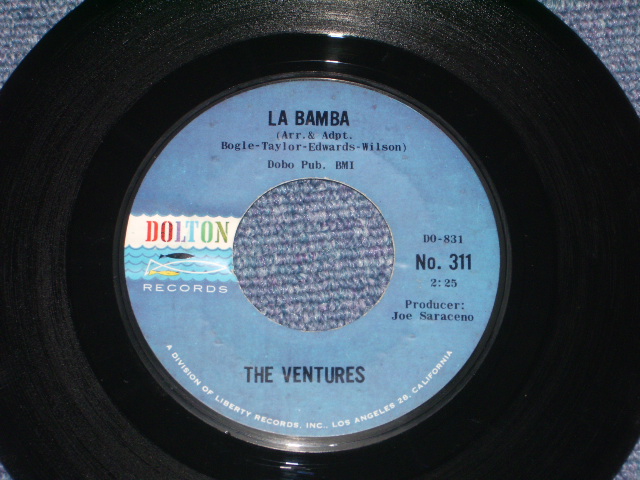 LA BAMBA
(Arr.& Adpt.
Bogle-Taylor-Edwards-Wilson)
Dobo Pub. BMI
DOLTON
RECORDS
DO-831
No. 311
2:25
Producer:
Joe Saraceno
THE VENTURES
A DIVISION OF LIBERTY RECORDS, INC., LOS ANGELES 28, CALIFORNIA